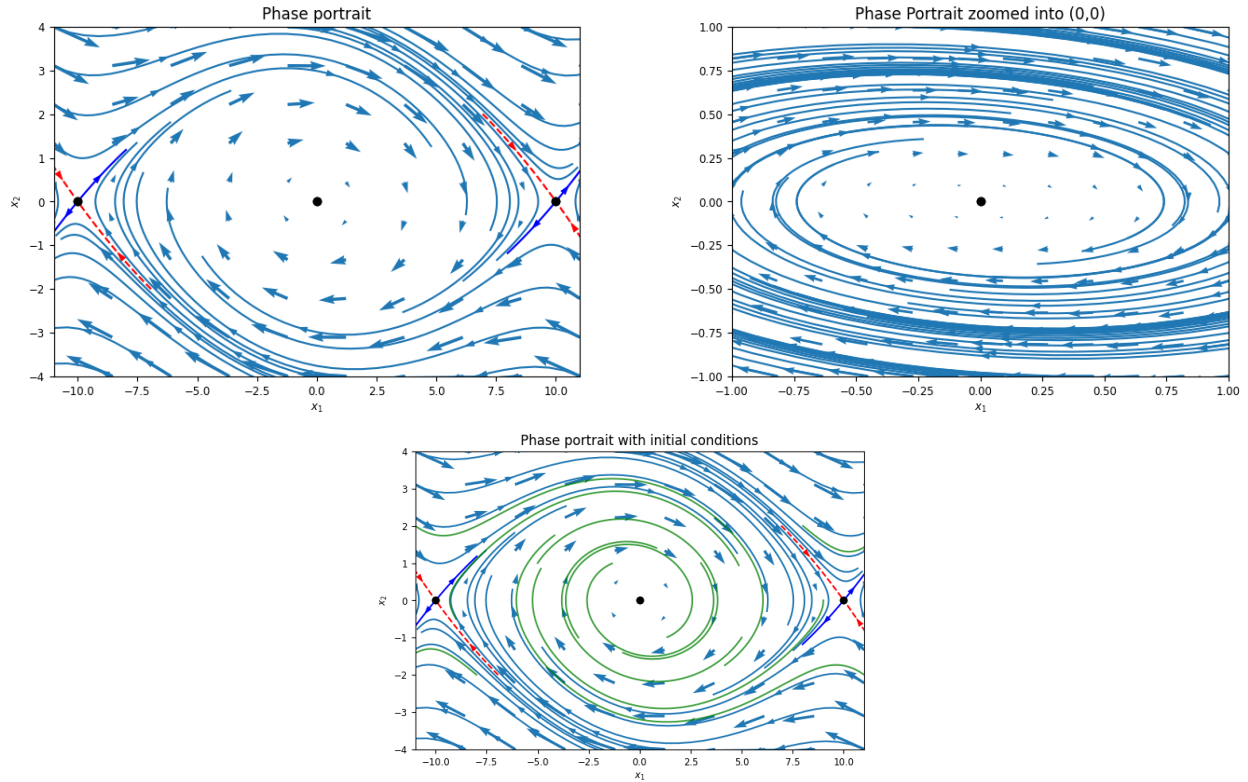 Phase portrait
4
3
2
1
0
−1
−2
−3
−4
x₂
−10.0 −7.5 −5.0 −2.5 0.0 2.5 5.0 7.5 10.0
x₁
Phase Portrait zoomed into (0,0)
1.00
0.75
0.50
0.25
0.00
−0.25
−0.50
−0.75
−1.00
x₂
−1.00 −0.75 −0.50 −0.25 0.00 0.25 0.50 0.75 1.00
x₁
Phase portrait with initial conditions
4
3
2
1
0
−1
−2
−3
−4
x₂
−10.0 −7.5 −5.0 −2.5 0.0 2.5 5.0 7.5 10.0
x₁